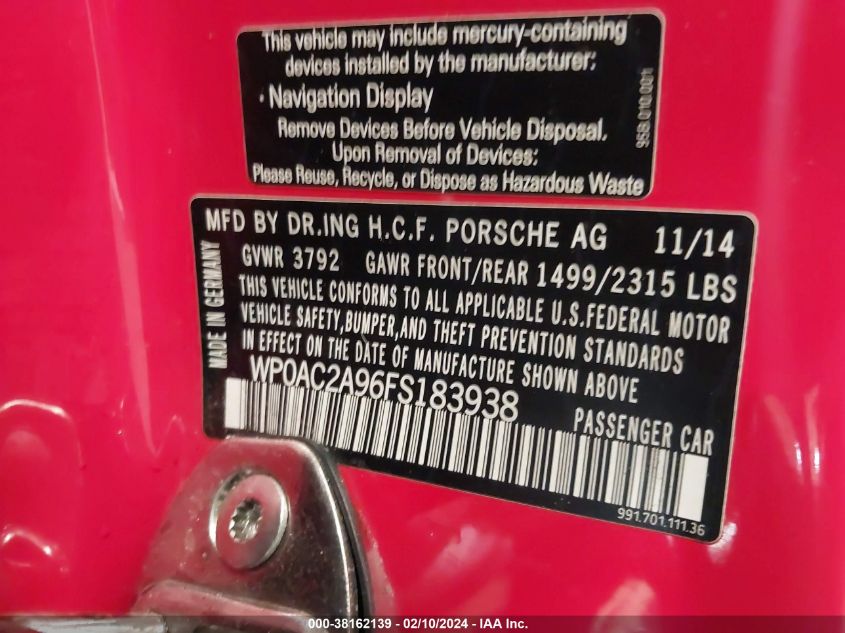 This vehicle may include mercury-containing
devices installed by the manufacturer:
· Navigation Display
Remove Devices Before Vehicle Disposal.
Upon Removal of Devices:
Please Reuse, Recycle, or Dispose as Hazardous Waste
95B.010.001
MFD BY DR.ING H.C.F. PORSCHE AG 11/14
GVWR 3792 GAWR FRONT/REAR 1499/2315 LBS
THIS VEHICLE CONFORMS TO ALL APPLICABLE U.S.FEDERAL MOTOR
VEHICLE SAFETY,BUMPER,AND THEFT PREVENTION STANDARDS
IN EFFECT ON THE DATE OF MANUFACTURE SHOWN ABOVE
MADE IN GERMANY
WP0AC2A96FS183938
PASSENGER CAR
991.701.111.36
000-38162139 - 02/10/2024 - IAA Inc.